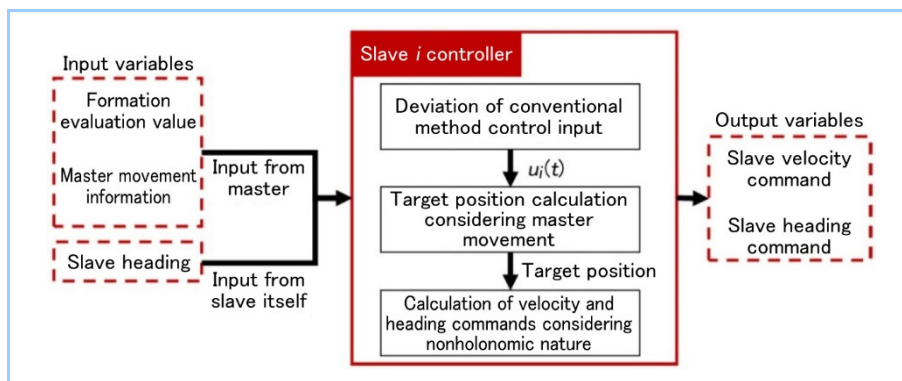 Input variables
Formation
evaluation value
Master movement
information
Slave heading
Input from
master
Input from
slave itself
Slave i controller
Deviation of conventional
method control input
u_i(t)
Target position calculation
considering master
movement
Target position
Calculation of velocity and
heading commands considering
nonholonomic nature
Output variables
Slave velocity
command
Slave heading
command